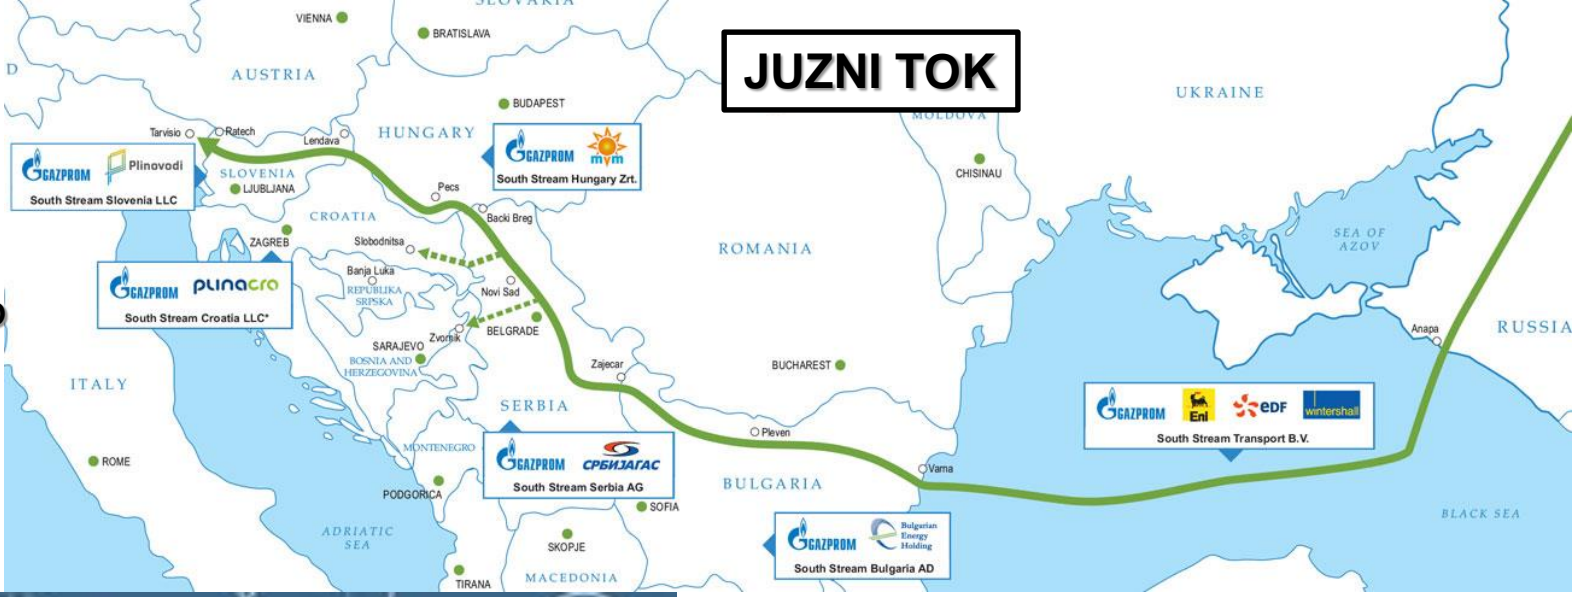 SLOVAKIA
VIENNA
BRATISLAVA
JUZNI TOK
D
AUSTRIA
UKRAINE
BUDAPEST
MOLDOVA
Tarvisio
Ratech
Lendava
HUNGARY
GAZPROM
mvm
South Stream Hungary Zrt.
GAZPROM
Plinovodi
South Stream Slovenia LLC
SLOVENIA
LJUBLJANA
CHISINAU
Pecs
Backi Breg
CROATIA
ZAGREB
Slobodnitsa
ROMANIA
SEA OF
AZOV
GAZPROM
plinacro
South Stream Croatia LLC*
Banja Luka
REPUBLIKA
SRPSKA
Novi Sad
BELGRADE
Zvornik
SARAJEVO
BOSNIA AND
HERZEGOVINA
Anapa
RUSSIA
Zajecar
BUCHAREST
ITALY
SERBIA
GAZPROM
Eni
eDF
wintershall
South Stream Transport B.V.
Pleven
MONTENEGRO
GAZPROM
СРБИЈАГАС
South Stream Serbia AG
ROME
Varna
PODGORICA
BULGARIA
SOFIA
BLACK SEA
ADRIATIC
SEA
GAZPROM
Bulgarian
Energy
Holding
South Stream Bulgaria AD
SKOPJE
TIRANA
MACEDONIA